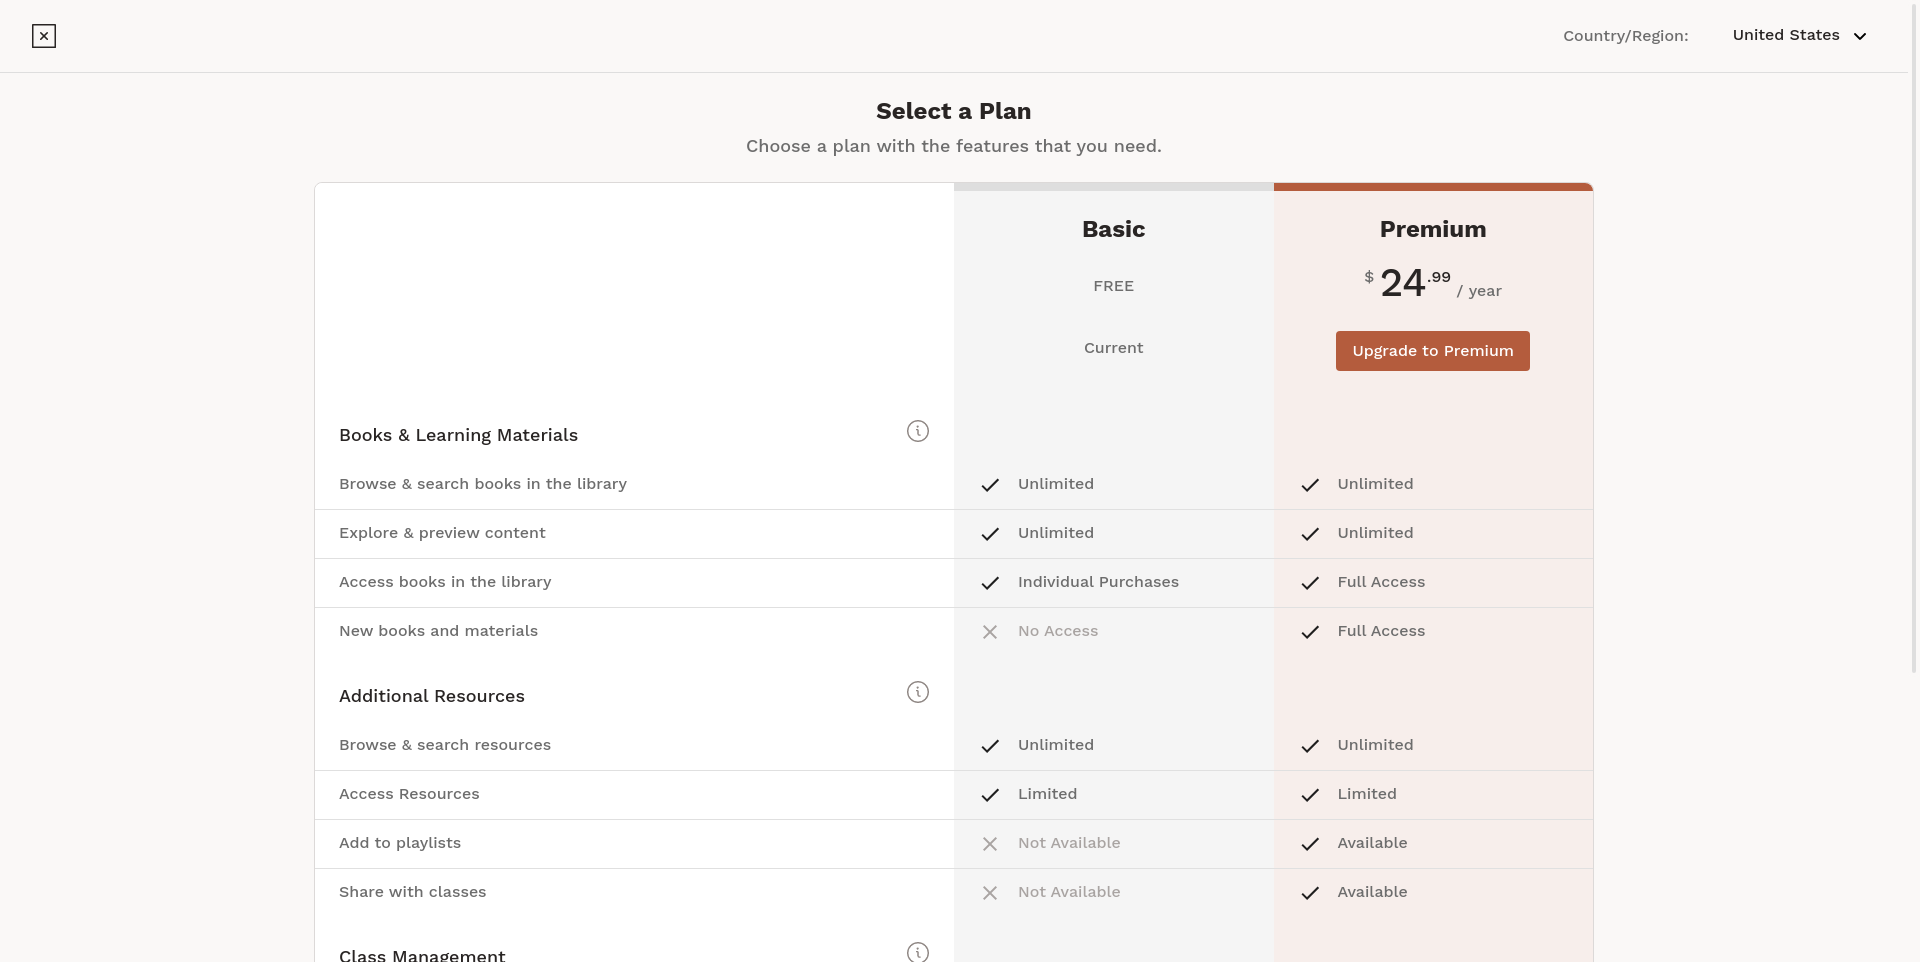 Country/Region: United States
Select a Plan
Choose a plan with the features that you need.
Basic Premium
FREE $ 24.99 / year
Current Upgrade to Premium
Books & Learning Materials
Browse & search books in the library Unlimited Unlimited
Explore & preview content Unlimited Unlimited
Access books in the library Individual Purchases Full Access
New books and materials No Access Full Access
Additional Resources
Browse & search resources Unlimited Unlimited
Access Resources Limited Limited
Add to playlists Not Available Available
Share with classes Not Available Available
Class Management